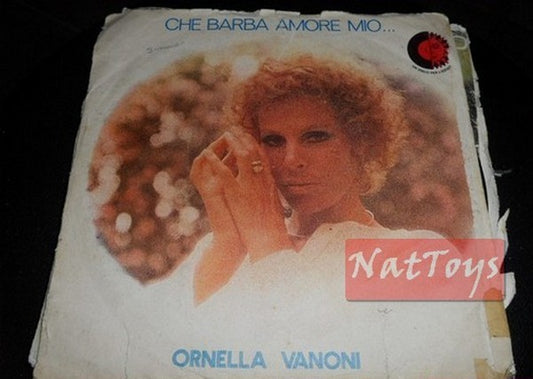 CHE BARBA AMORE MIO...
NatToys
ORNELLA VANONI